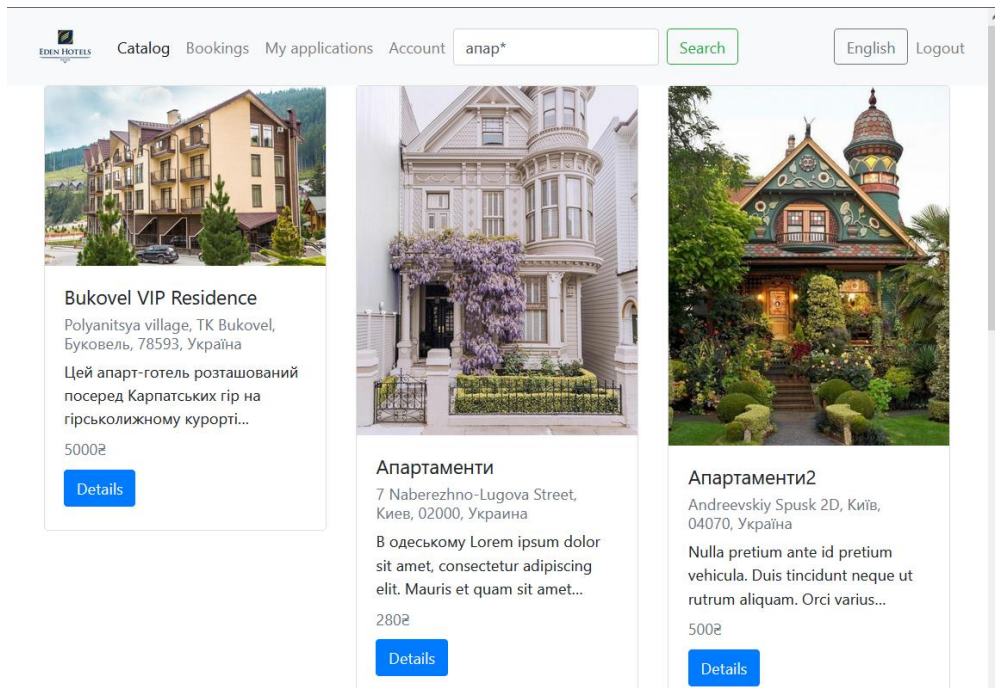 EDEN HOTELS
Catalog Bookings My applications Account апар* Search English Logout
Bukovel VIP Residence
Polyanitsya village, TK Bukovel,
Буковель, 78593, Україна
Цей апарт-готель розташований
посеред Карпатських гір на
гірськолижному курорті...
5000₴
Details
Апартаменти
7 Naberezhno-Lugova Street,
Киев, 02000, Украина
В одеському Lorem ipsum dolor
sit amet, consectetur adipiscing
elit. Mauris et quam sit amet...
280₴
Details
Апартаменти2
Andreevskiy Spusk 2D, Київ,
04070, Україна
Nulla pretium ante id pretium
vehicula. Duis tincidunt neque ut
rutrum aliquam. Orci varius...
500₴
Details